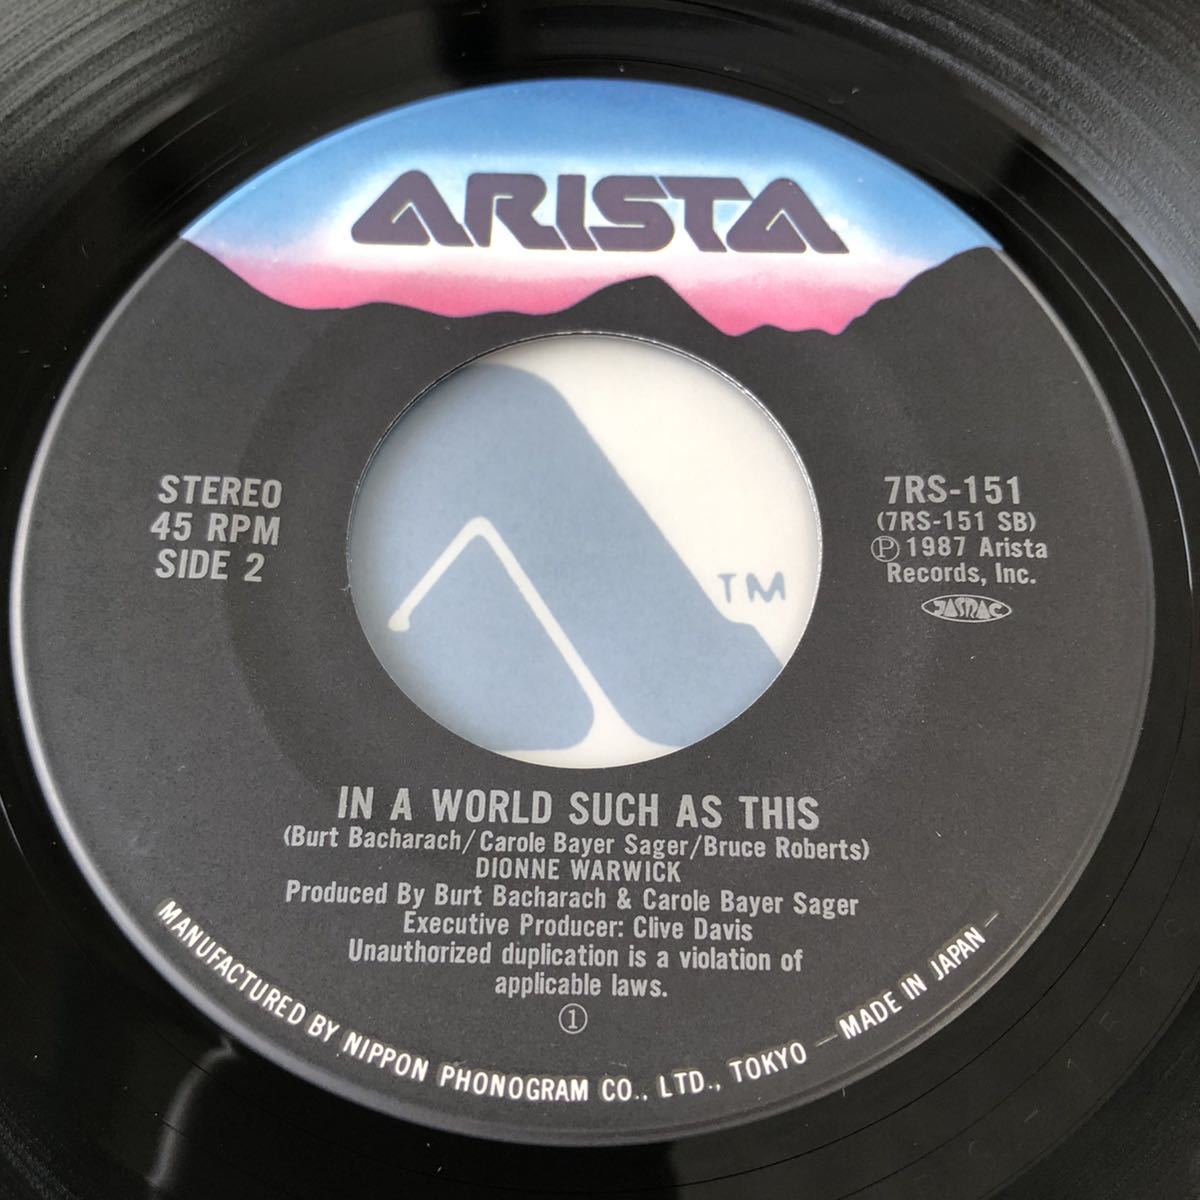 ARISTA
STEREO
45 RPM
SIDE 2
7RS-151
(7RS-151 SB)
Ⓟ 1987 Arista
Records, Inc.
JASRAC
TM
IN A WORLD SUCH AS THIS
(Burt Bacharach/Carole Bayer Sager/Bruce Roberts)
DIONNE WARWICK
Produced By Burt Bacharach & Carole Bayer Sager
Executive Producer: Clive Davis
Unauthorized duplication is a violation of
applicable laws.
①
MANUFACTURED BY NIPPON PHONOGRAM CO., LTD., TOKYO — MADE IN JAPAN —